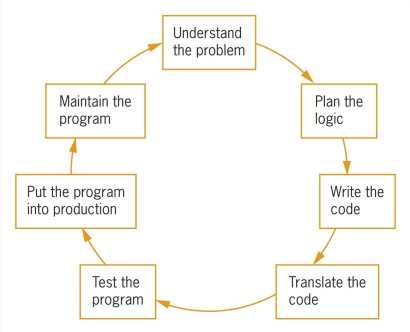 Understand
the problem
Plan the
logic
Write the
code
Translate the
code
Test the
program
Put the program
into production
Maintain the
program